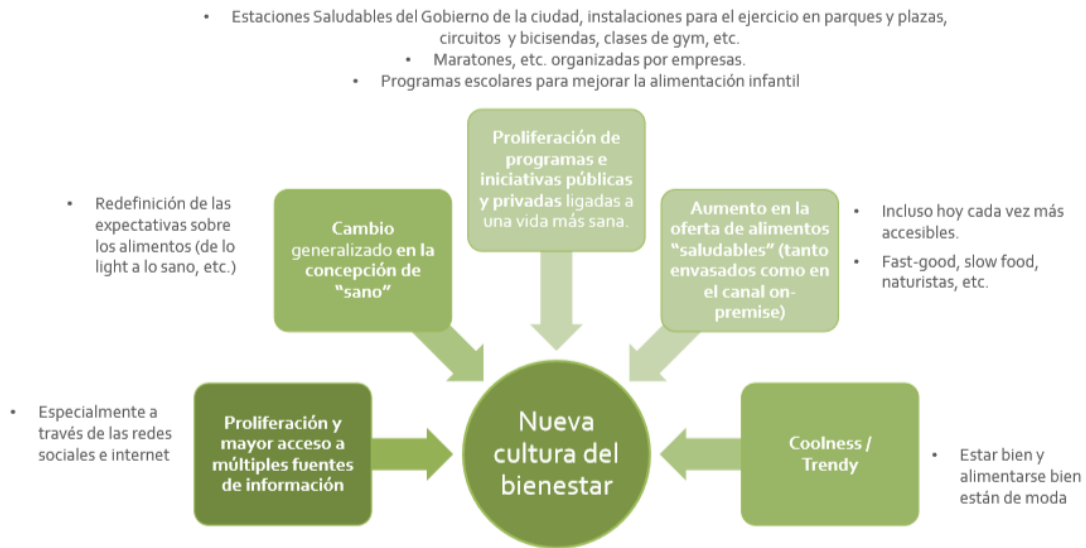 • Estaciones Saludables del Gobierno de la ciudad, instalaciones para el ejercicio en parques y plazas,
circuitos y bicisendas, clases de gym, etc.
• Maratones, etc. organizadas por empresas.
• Programas escolares para mejorar la alimentación infantil
Proliferación de
programas e
iniciativas públicas
y privadas ligadas a
una vida más sana.
• Redefinición de las
expectativas sobre
los alimentos (de lo
light a lo sano, etc.)
Cambio
generalizado en la
concepción de
“sano”
Aumento en la
oferta de alimentos
“saludables” (tanto
envasados como en
el canal on-
premise)
• Incluso hoy cada vez más
accesibles.
• Fast-good, slow food,
naturistas, etc.
• Especialmente a
través de las redes
sociales e internet
Proliferación y
mayor acceso a
múltiples fuentes
de información
Nueva
cultura del
bienestar
Coolness /
Trendy
• Estar bien y
alimentarse bien
están de moda